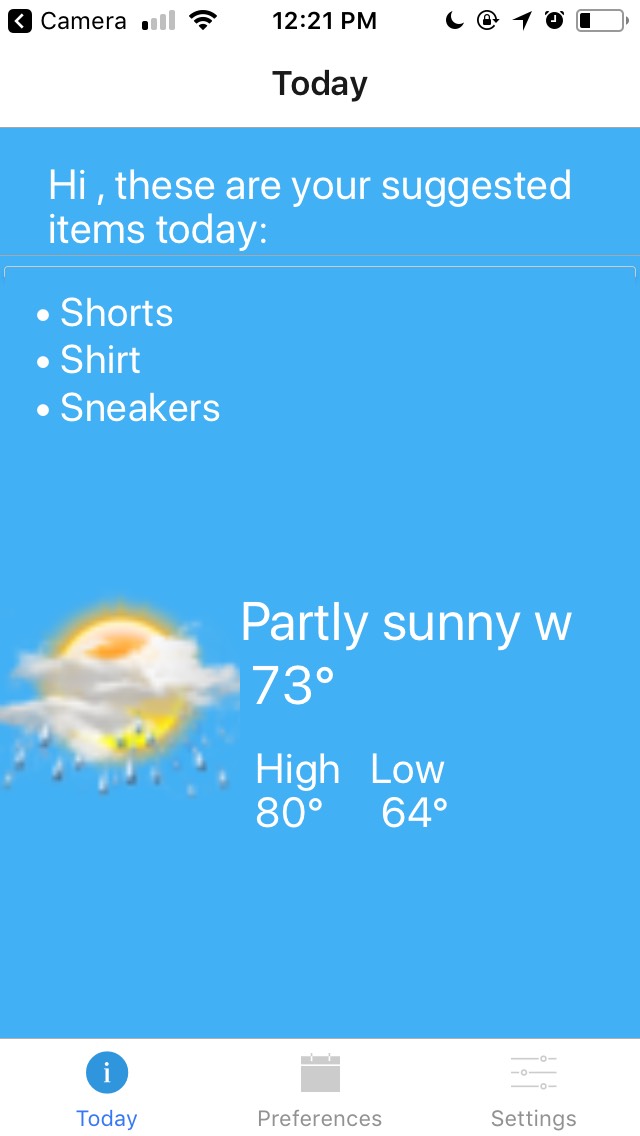 Camera 12:21 PM
Today
Hi , these are your suggested
items today:
• Shorts
• Shirt
• Sneakers
Partly sunny w
73°
High Low
80° 64°
Today Preferences Settings